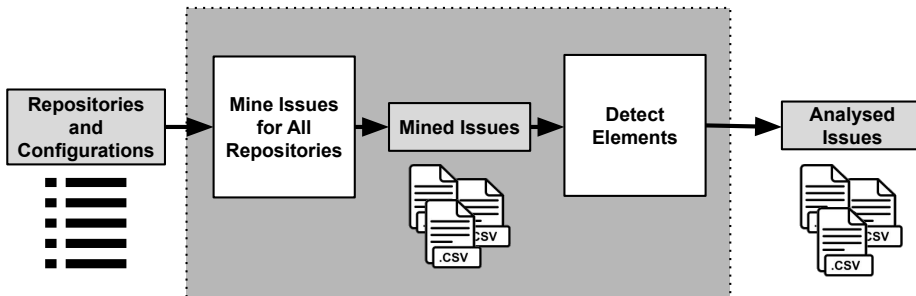 Repositories
and
Configurations
Mine Issues
for All
Repositories
Mined Issues
Detect
Elements
Analysed
Issues
.CSV
.CSV
.CSV
.CSV